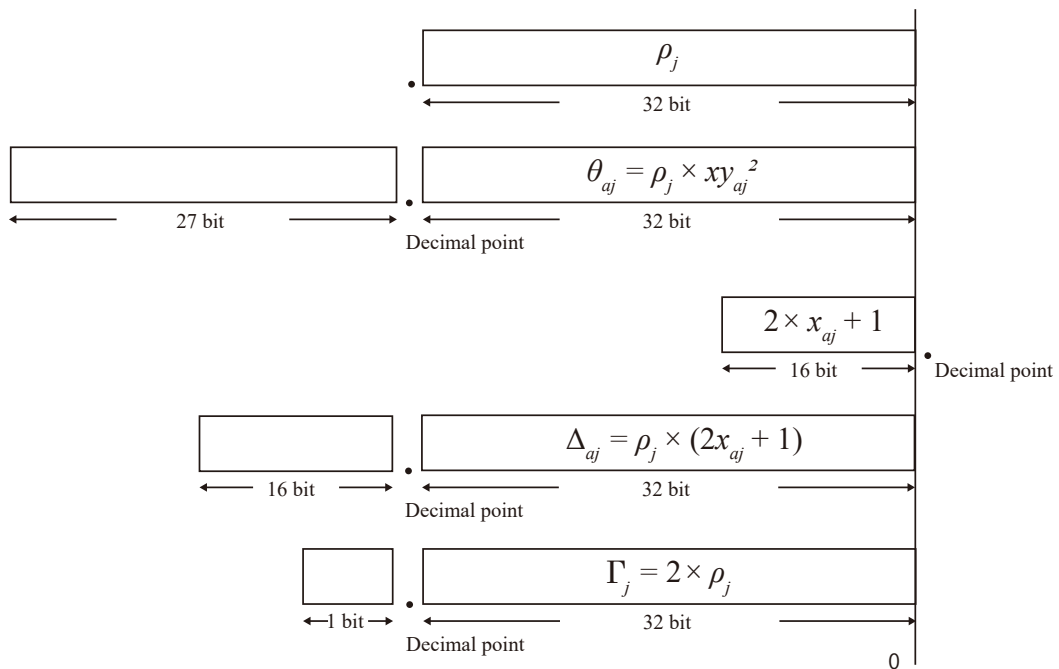 ρⱼ
32 bit
θₐⱼ = ρⱼ × xyₐⱼ²
27 bit
32 bit
Decimal point
2 × xₐⱼ + 1
16 bit
Decimal point
Δₐⱼ = ρⱼ × (2xₐⱼ + 1)
16 bit
32 bit
Decimal point
Γⱼ = 2 × ρⱼ
1 bit
32 bit
Decimal point
0